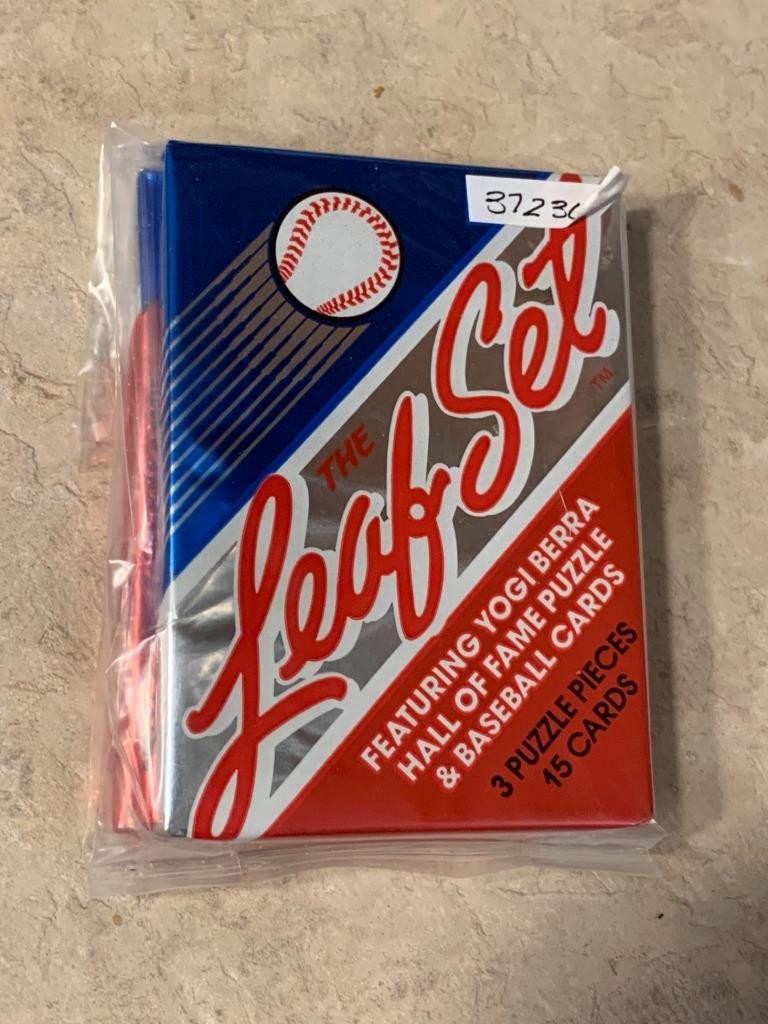 37236
THE
Leaf Set
TM
FEATURING YOGI BERRA
HALL OF FAME PUZZLE
& BASEBALL CARDS
3 PUZZLE PIECES
15 CARDS